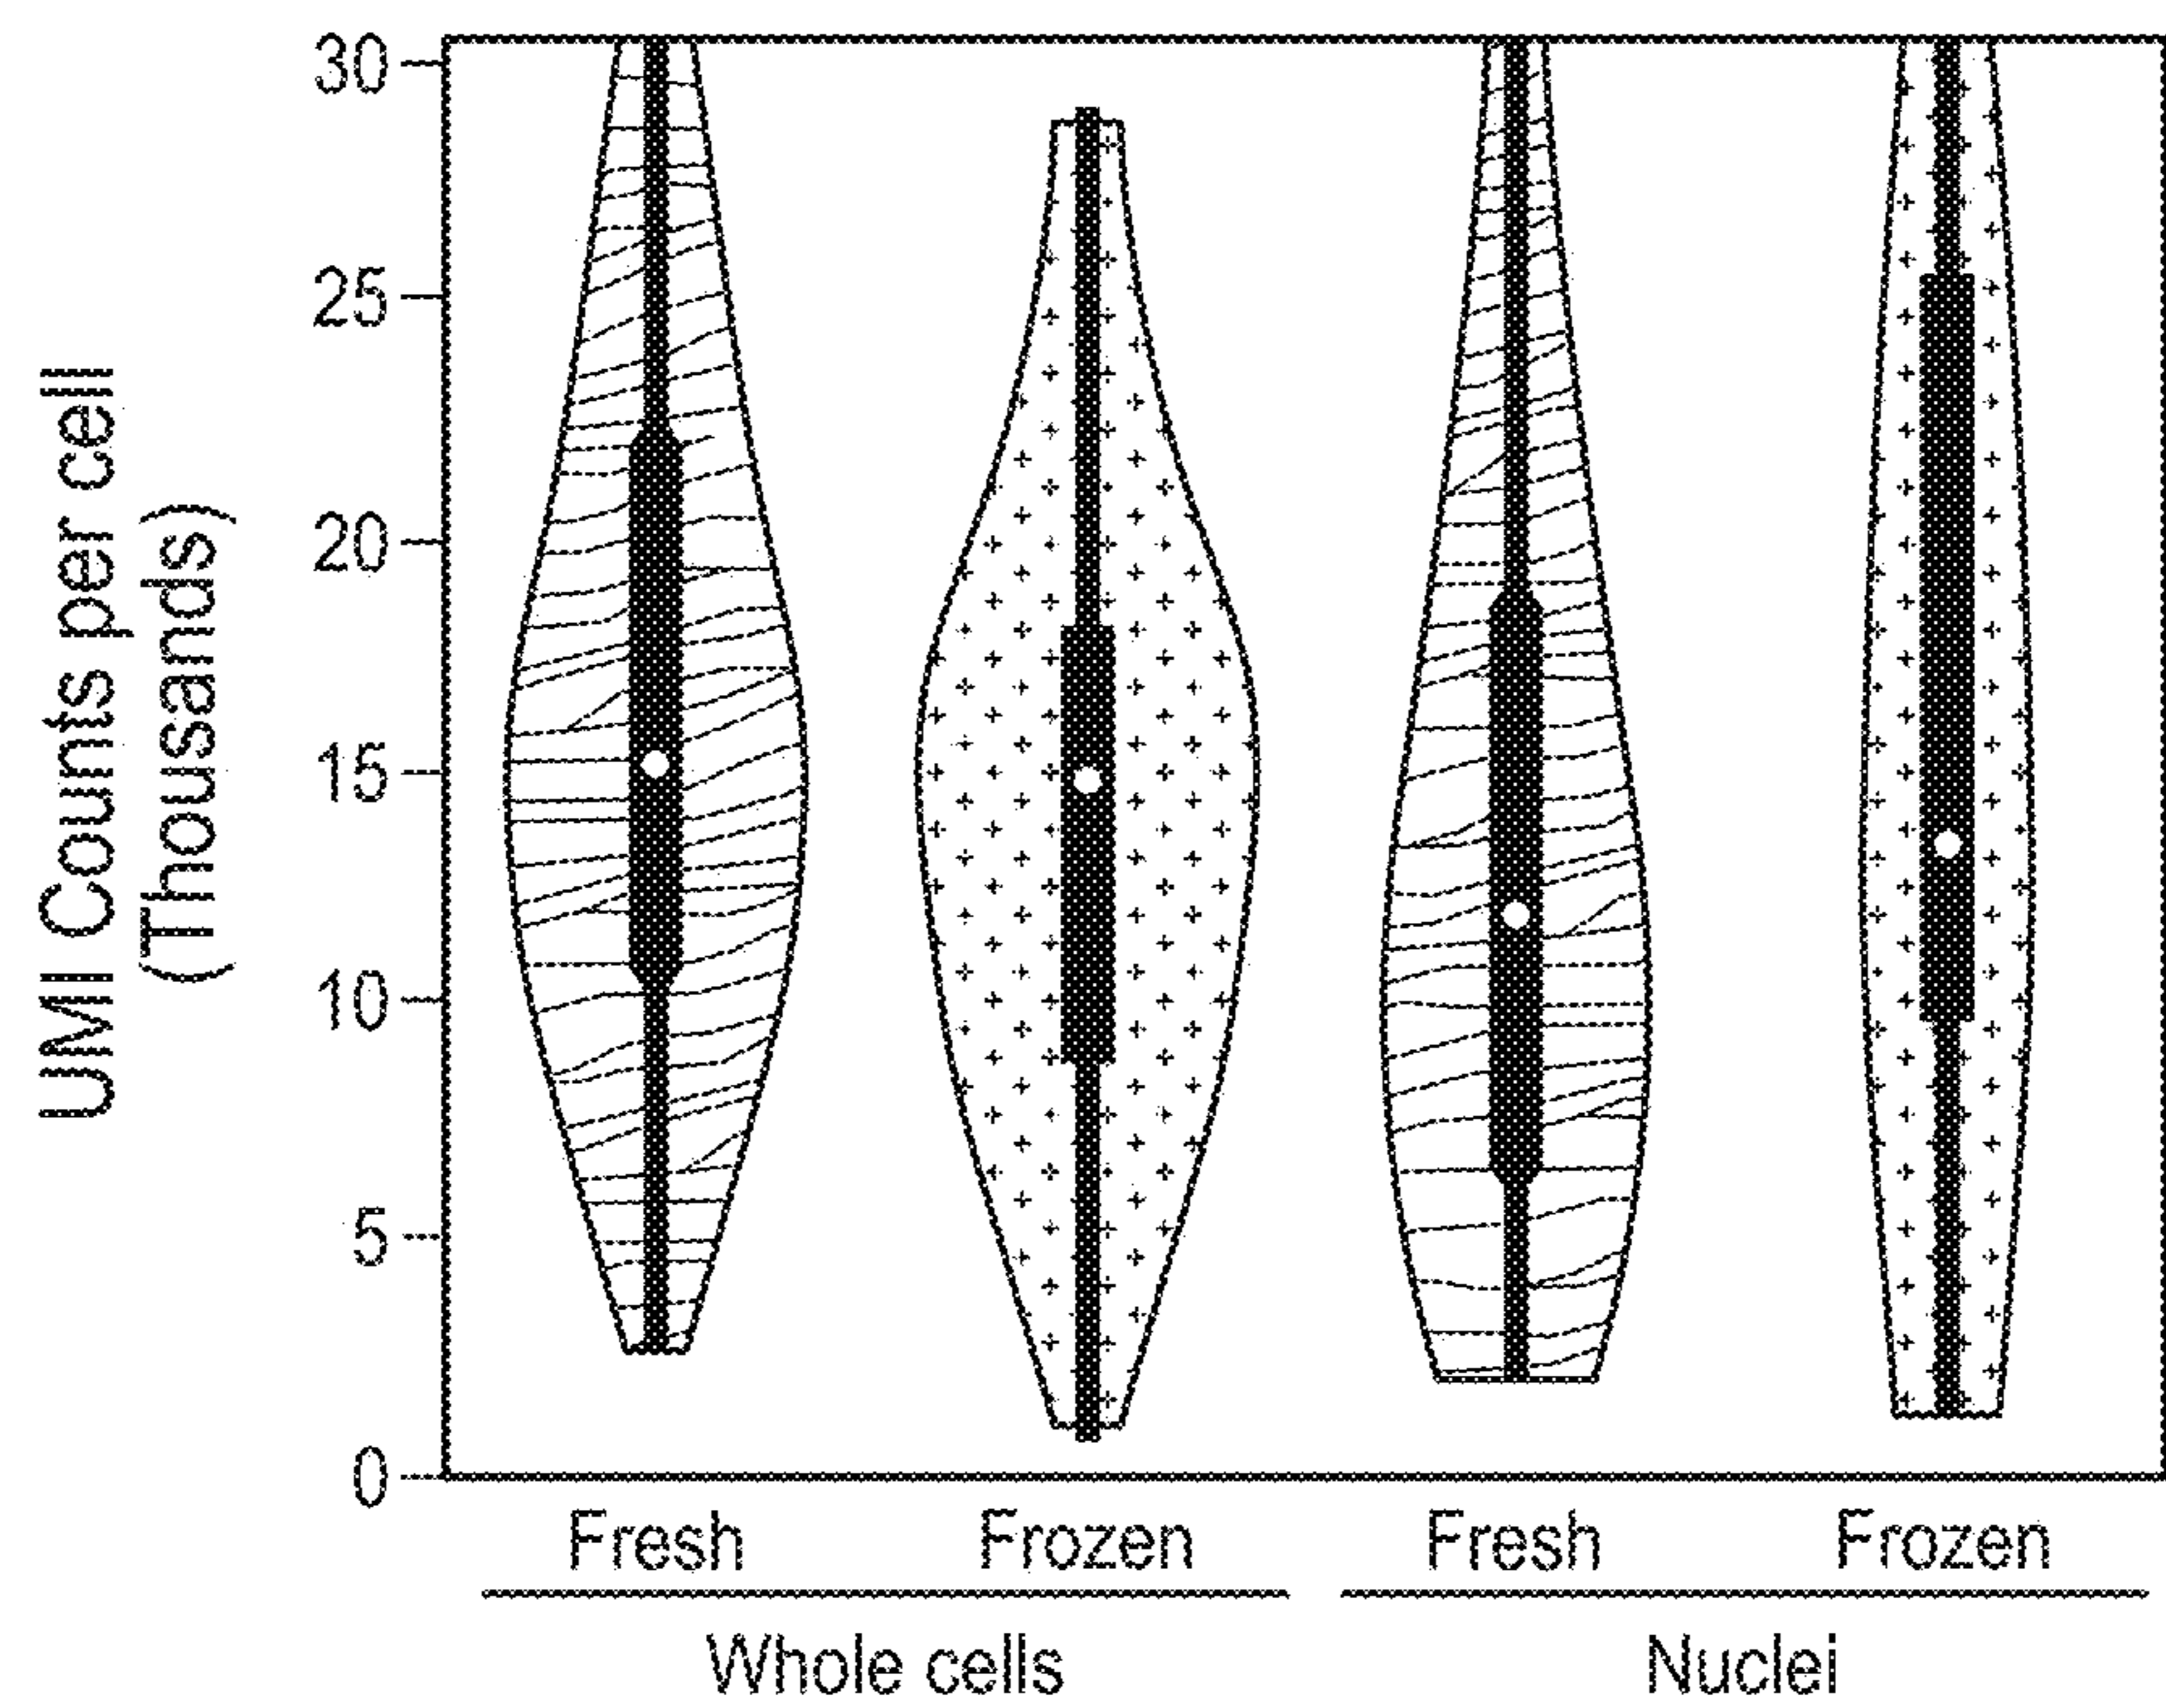 UMI Counts per cell
(Thousands)
30
25
20
15
10
5
0
Fresh Frozen Fresh Frozen
Whole cells Nuclei